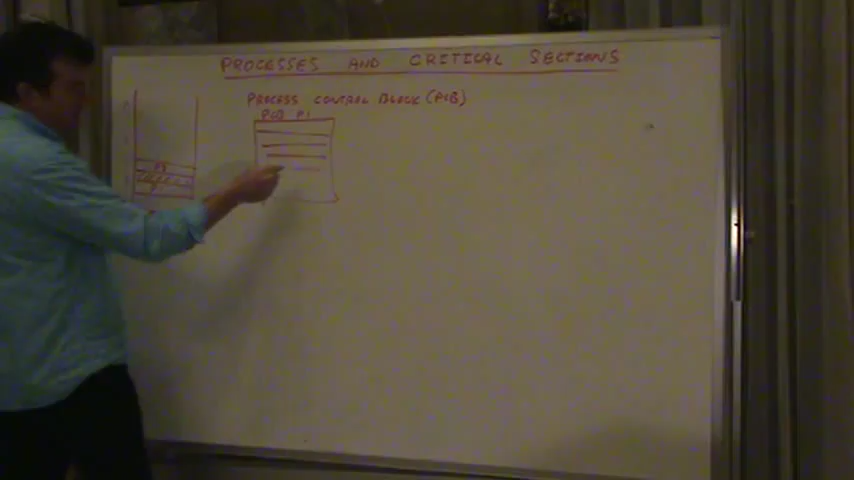 PROCESSES AND CRITICAL SECTIONS
PROCESS CONTROL BLOCK (PCB)
PCB P1